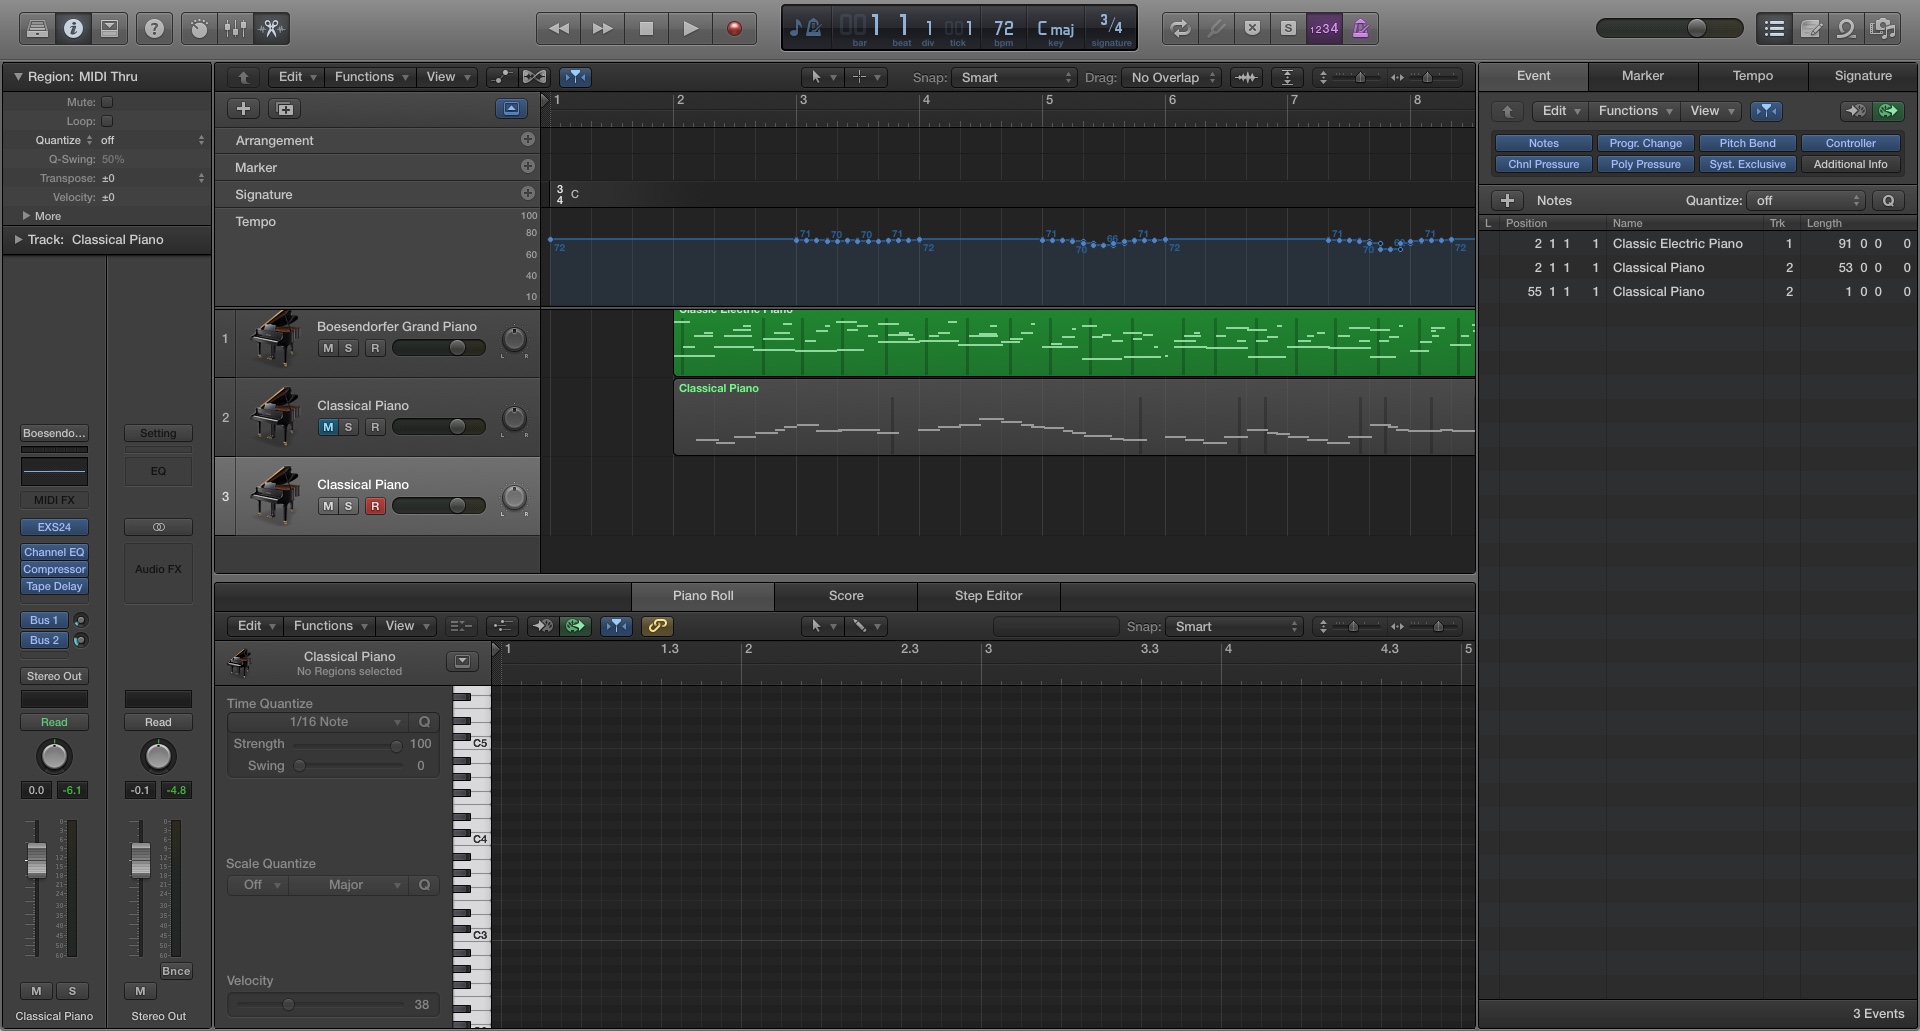 001 1 1 001 72 C maj 3/4
bar beat div tick bpm key signature
1234
Region: MIDI Thru
Mute:
Loop:
Quantize off
Q-Swing: 50%
Transpose: ±0
Velocity: ±0
More
Track: Classical Piano
Boesendo... Setting
EQ
MIDI FX
EXS24
Channel EQ
Compressor Audio FX
Tape Delay
Bus 1
Bus 2
Stereo Out
Read Read
0.0 -6.1 -0.1 -4.8
Bnce
M S M
Classical Piano Stereo Out
Edit Functions View Snap: Smart Drag: No Overlap
1 2 3 4 5 6 7 8
Arrangement
Marker
Signature 3/4 C
Tempo 100
80
60
40
10
72 71 70 70 71 72 71 70 66 71 72 71 70 71 72
1 Boesendorfer Grand Piano
M S R L R
Classic Electric Piano
2 Classical Piano
M S R L R
Classical Piano
3 Classical Piano
M S R L R
Piano Roll Score Step Editor
Edit Functions View Snap: Smart
1 1.3 2 2.3 3 3.3 4 4.3 5
Classical Piano
No Regions selected
Time Quantize
1/16 Note Q
Strength 100
Swing 0
Scale Quantize
Off Major Q
Velocity
38
C5
C4
C3
Event Marker Tempo Signature
Edit Functions View
Notes Progr. Change Pitch Bend Controller
Chnl Pressure Poly Pressure Syst. Exclusive Additional Info
Notes Quantize: off Q
L Position Name Trk Length
2 1 1 1 Classic Electric Piano 1 91 0 0 0
2 1 1 1 Classical Piano 2 53 0 0 0
55 1 1 1 Classical Piano 2 1 0 0 0
3 Events